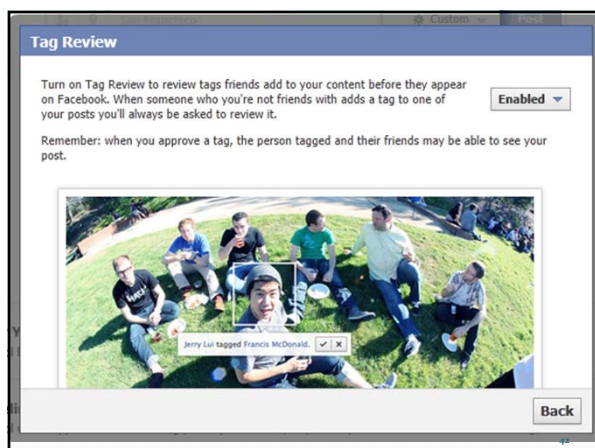 San Francisco
Custom
Post
Tag Review
Turn on Tag Review to review tags friends add to your content before they appear
on Facebook. When someone who you're not friends with adds a tag to one of
your posts you'll always be asked to review it.
Enabled
Remember: when you approve a tag, the person tagged and their friends may be able to see your
post.
Jerry Lui tagged Francis McDonald.
Back
42